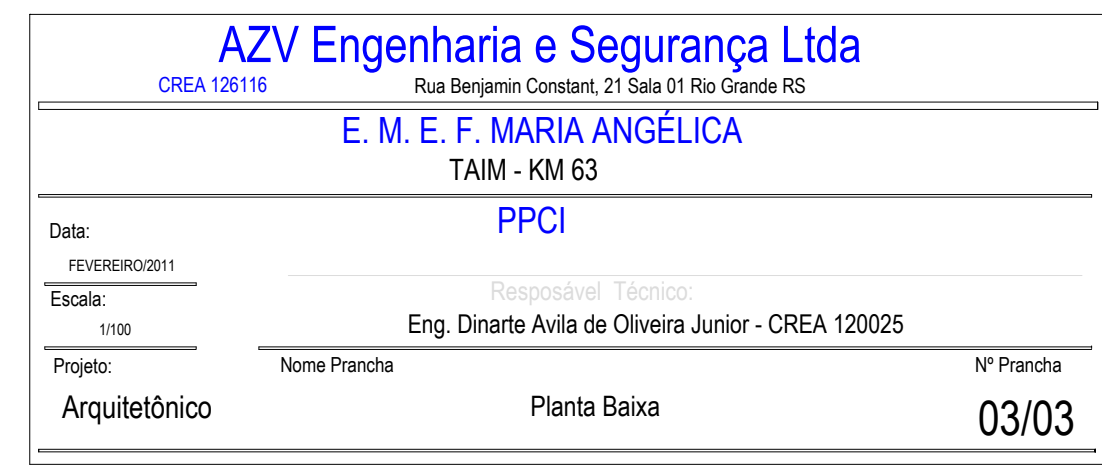 AZV Engenharia e Segurança Ltda
CREA 126116 Rua Benjamin Constant, 21 Sala 01 Rio Grande RS
E. M. E. F. MARIA ANGÉLICA
TAIM - KM 63
PPCI
Data:
FEVEREIRO/2011
Escala:
1/100
Resposável Técnico:
Eng. Dinarte Avila de Oliveira Junior - CREA 120025
Projeto:
Arquitetônico
Nome Prancha
Planta Baixa
Nº Prancha
03/03